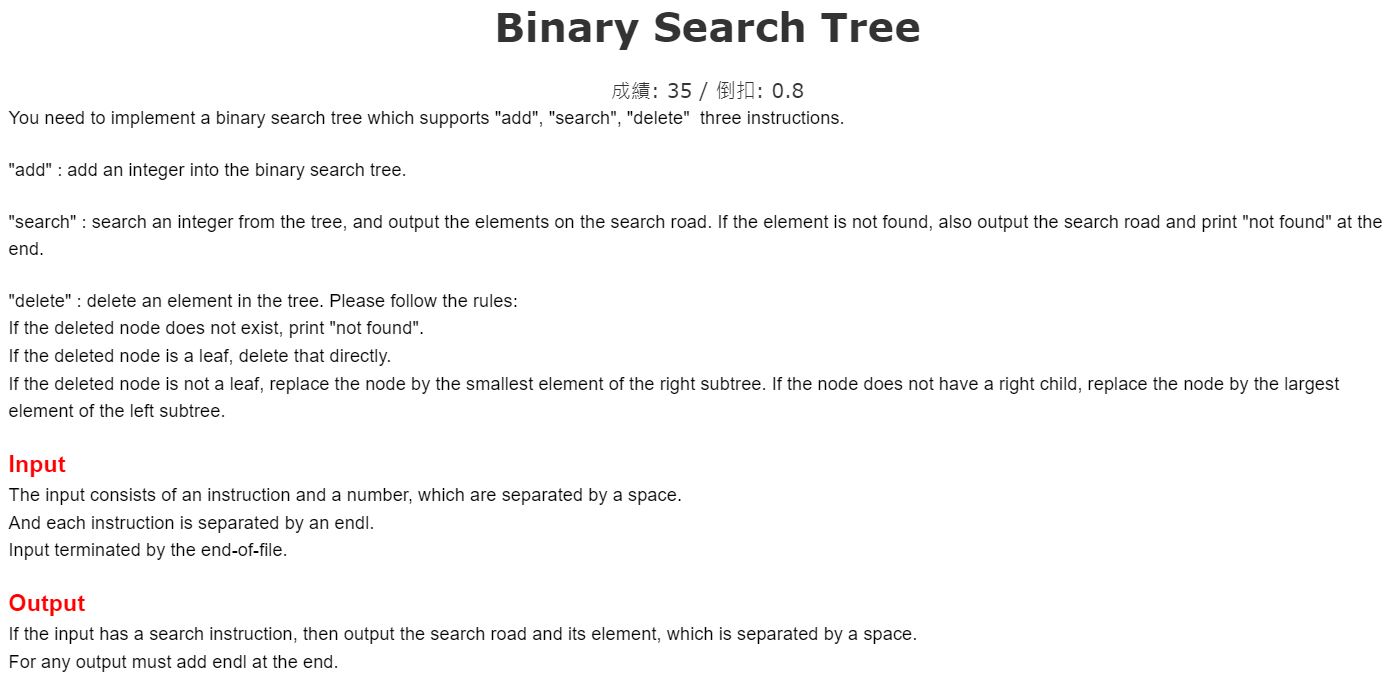 Binary Search Tree
成績: 35 / 倒扣: 0.8
You need to implement a binary search tree which supports "add", "search", "delete"  three instructions.
"add" : add an integer into the binary search tree.
"search" : search an integer from the tree, and output the elements on the search road. If the element is not found, also output the search road and print "not found" at the
end.
"delete" : delete an element in the tree. Please follow the rules:
If the deleted node does not exist, print "not found".
If the deleted node is a leaf, delete that directly.
If the deleted node is not a leaf, replace the node by the smallest element of the right subtree. If the node does not have a right child, replace the node by the largest
element of the left subtree.
Input
The input consists of an instruction and a number, which are separated by a space.
And each instruction is separated by an endl.
Input terminated by the end-of-file.
Output
If the input has a search instruction, then output the search road and its element, which is separated by a space.
For any output must add endl at the end.